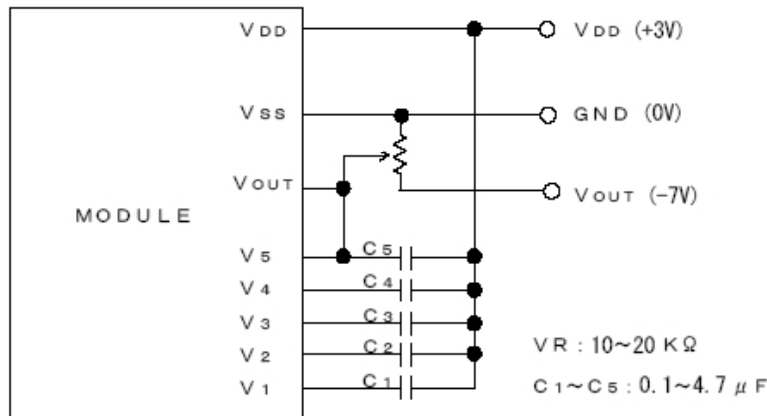 VDD
VDD (+3V)
VSS
GND (0V)
VOUT
VOUT (-7V)
MODULE
V5
C5
V4
C4
V3
C3
VR : 10~20 KΩ
V2
C2
V1
C1
C1~C5 : 0.1~4.7 μF